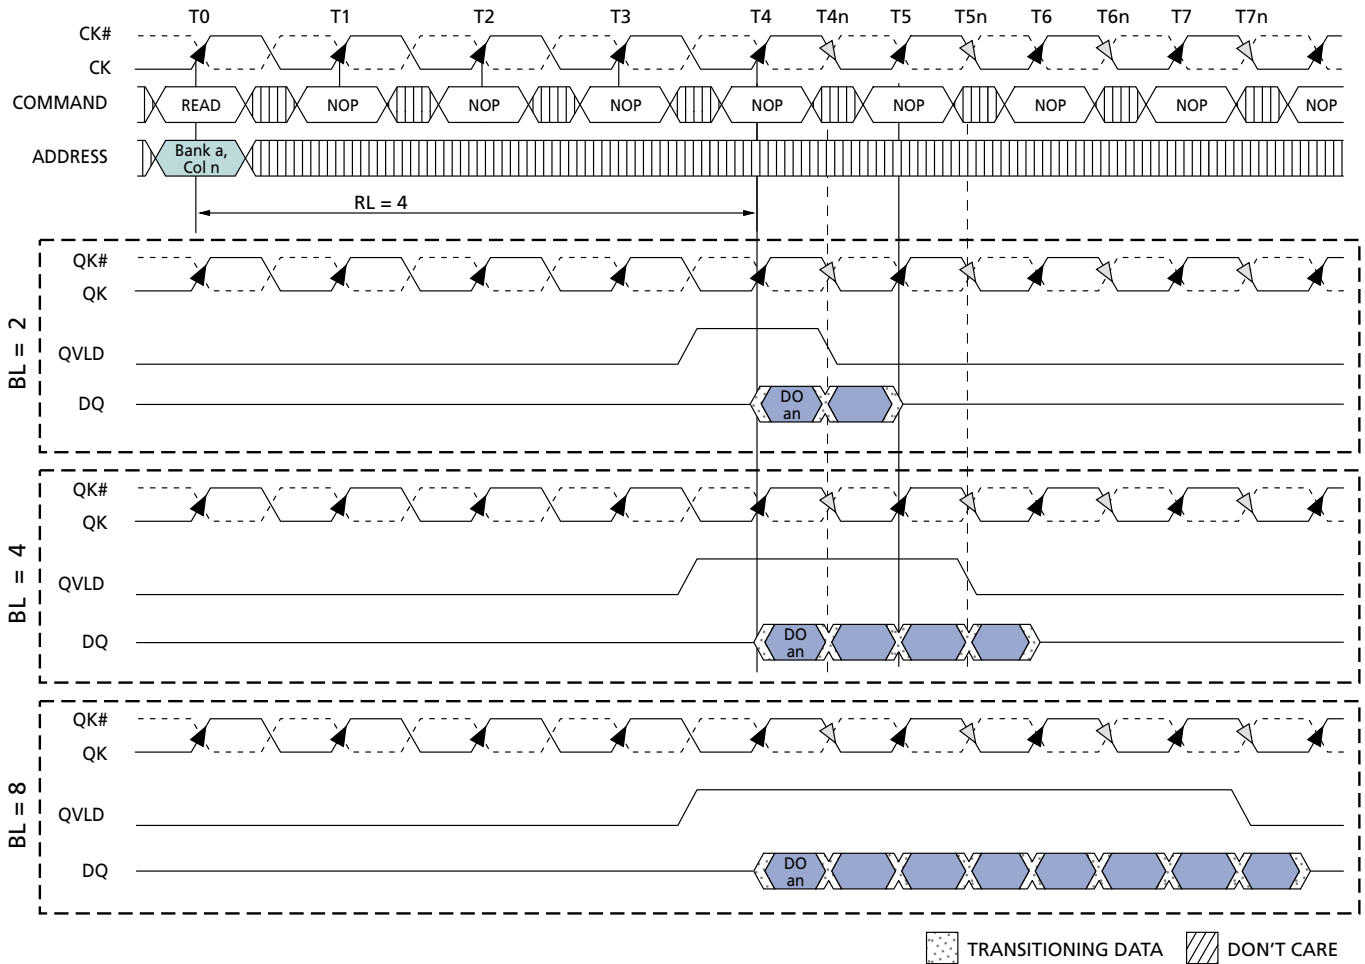 T0 T1 T2 T3 T4 T4n T5 T5n T6 T6n T7 T7n
CK#
CK
COMMAND READ NOP NOP NOP NOP NOP NOP NOP NOP
ADDRESS Bank a,
Col n
RL = 4
BL = 2
QK#
QK
QVLD
DQ DO
an
BL = 4
QK#
QK
QVLD
DQ DO
an
BL = 8
QK#
QK
QVLD
DQ DO
an
TRANSITIONING DATA DON'T CARE